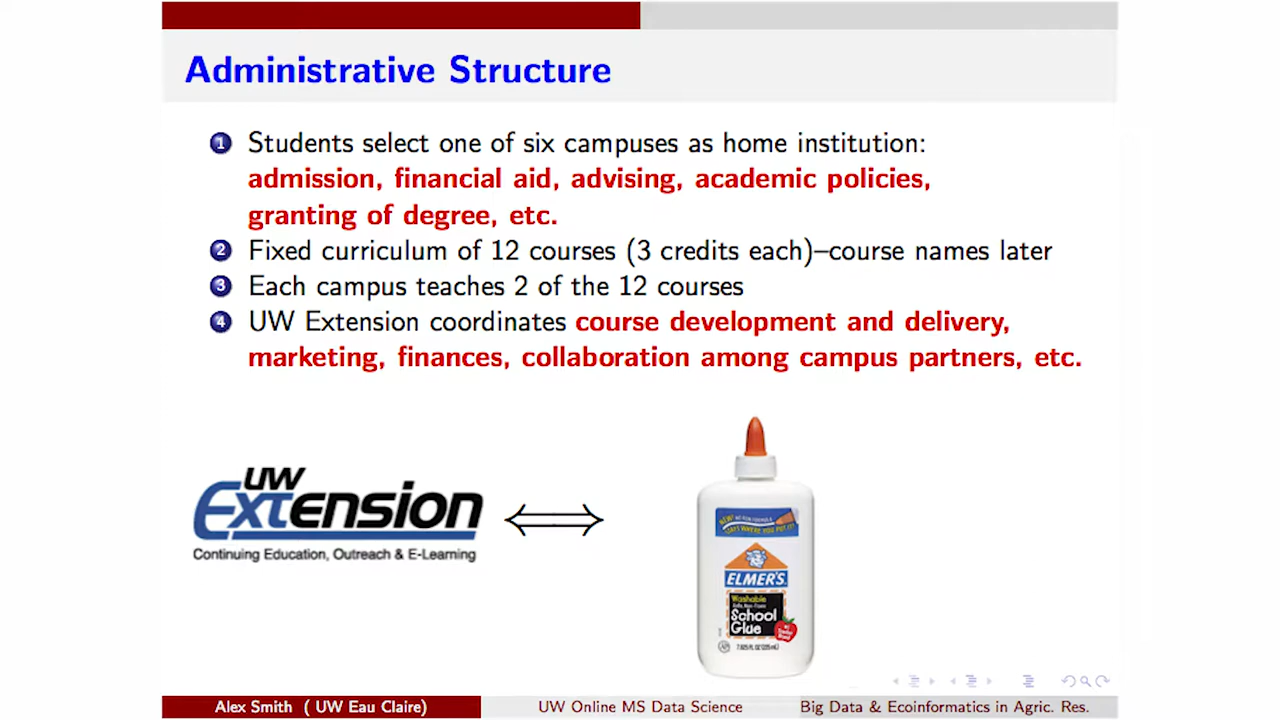 Administrative Structure
1 Students select one of six campuses as home institution:
admission, financial aid, advising, academic policies,
granting of degree, etc.
2 Fixed curriculum of 12 courses (3 credits each)–course names later
3 Each campus teaches 2 of the 12 courses
4 UW Extension coordinates course development and delivery,
marketing, finances, collaboration among campus partners, etc.
UW
Extension
Continuing Education, Outreach & E-Learning
ELMER'S
Washable
School
Glue
Alex Smith ( UW Eau Claire) UW Online MS Data Science Big Data & Ecoinformatics in Agric. Res.